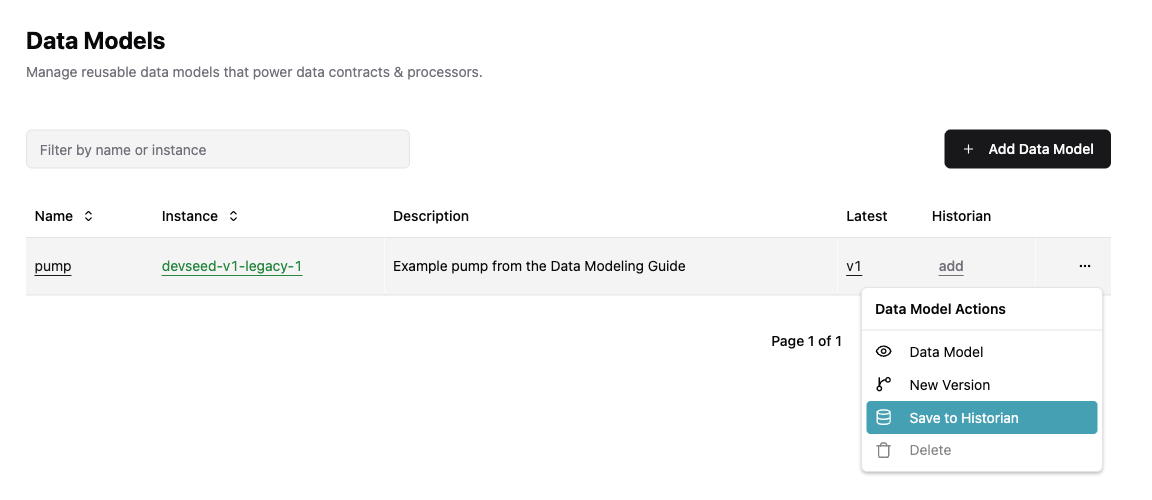 Data Models
Manage reusable data models that power data contracts & processors.
Filter by name or instance
+ Add Data Model
Name Instance Description Latest Historian
pump devseed-v1-legacy-1 Example pump from the Data Modeling Guide v1 add ...
Data Model Actions
Page 1 of 1
Data Model
New Version
Save to Historian
Delete